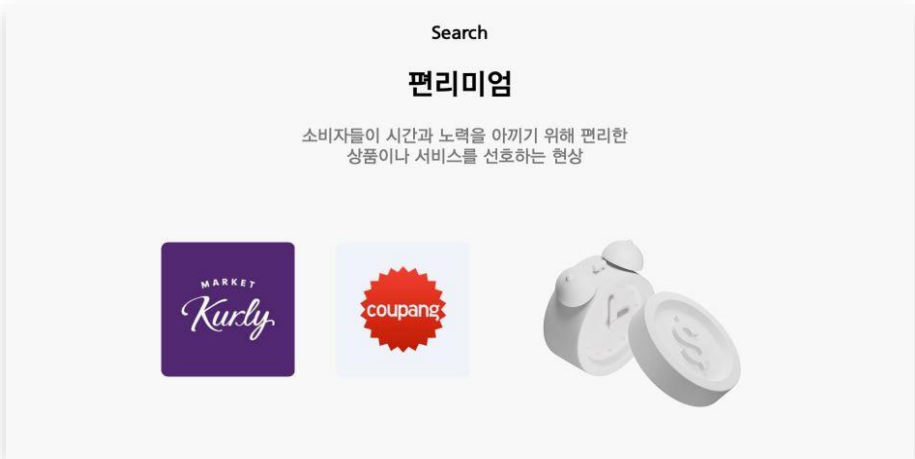 Search
편리미엄
소비자들이 시간과 노력을 아끼기 위해 편리한
상품이나 서비스를 선호하는 현상
MARKET
Kurly
coupang